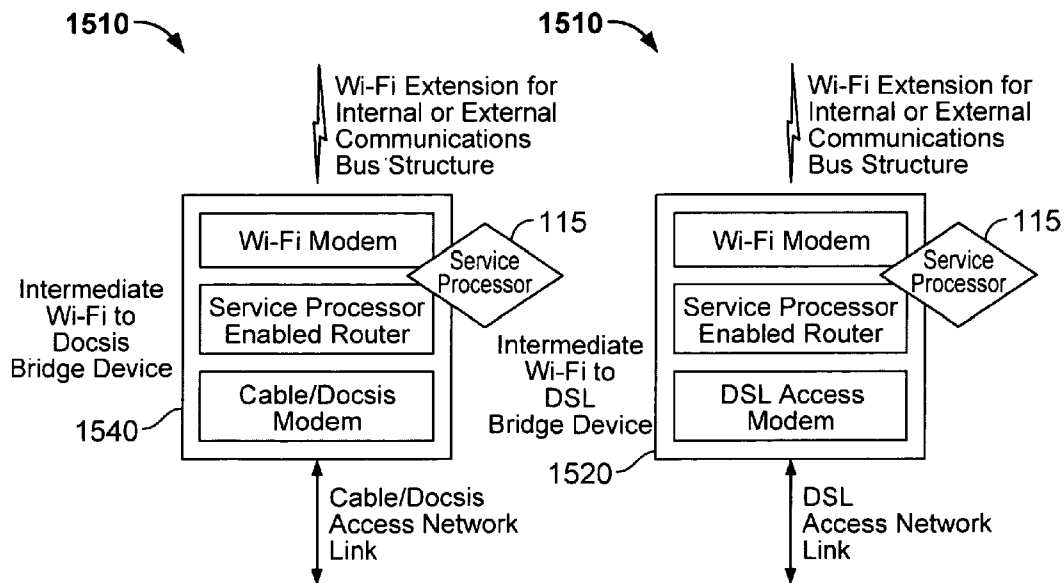 1510
Wi-Fi Extension for
Internal or External
Communications
Bus Structure
115
Wi-Fi Modem
Service
Processor
Service Processor
Enabled Router
Intermediate
Wi-Fi to
Docsis
Bridge Device
Cable/Docsis
Modem
1540
Cable/Docsis
Access Network
Link
1510
Wi-Fi Extension for
Internal or External
Communications
Bus Structure
115
Wi-Fi Modem
Service
Processor
Service Processor
Enabled Router
Intermediate
Wi-Fi to
DSL
Bridge Device
DSL Access
Modem
1520
DSL
Access Network
Link